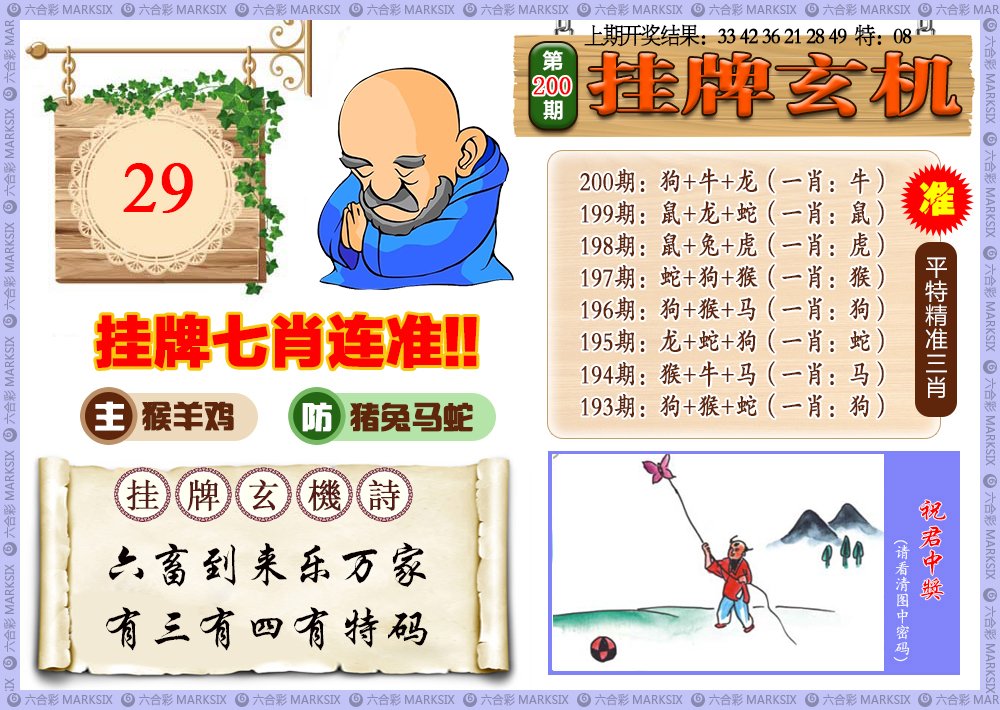 六合彩 MARKSIX
上期开奖结果：33 42 36 21 28 49 特：08
第200期
挂牌玄机
29
挂牌七肖连准!!
主 猴羊鸡
防 猪兔马蛇
200期：狗+牛+龙（一肖：牛）
199期：鼠+龙+蛇（一肖：鼠）
198期：鼠+兔+虎（一肖：虎）
197期：蛇+狗+猴（一肖：猴）
196期：狗+猴+马（一肖：狗）
195期：龙+蛇+狗（一肖：蛇）
194期：猴+牛+马（一肖：马）
193期：狗+猴+蛇（一肖：狗）
准
平特精准三肖
挂牌玄機詩
六畜到来乐万家
有三有四有特码
祝君中獎
（请看清图中密码）